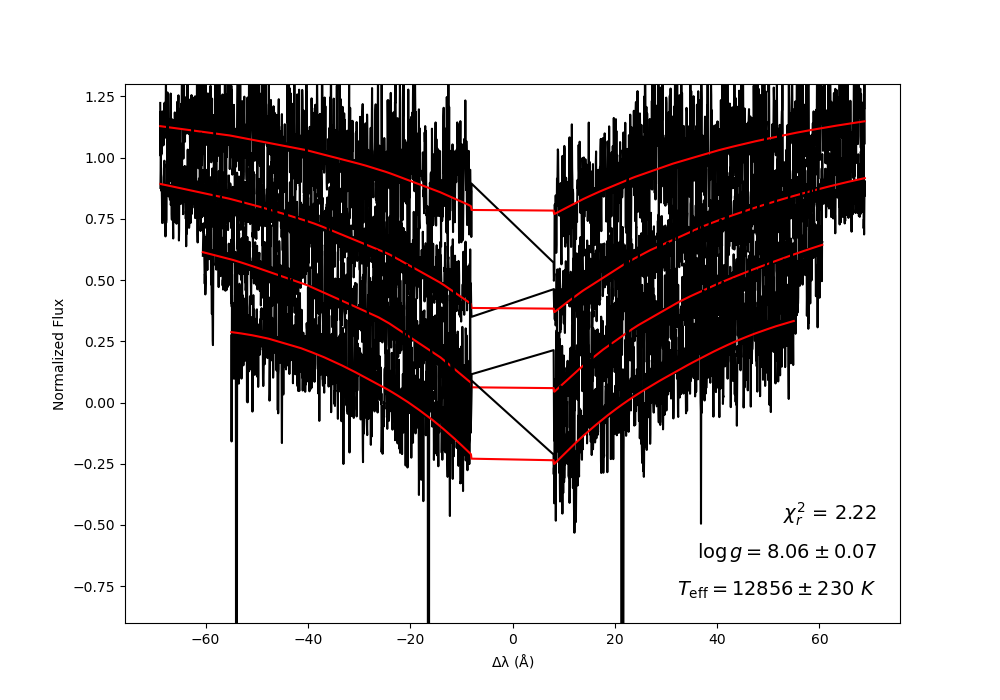 1.25
1.00
0.75
0.50
0.25
0.00
−0.25
−0.50
−0.75
Normalized Flux
χ²ᵣ = 2.22
log g = 8.06 ± 0.07
T_eff = 12856 ± 230 K
−60 −40 −20 0 20 40 60
Δλ (Å)